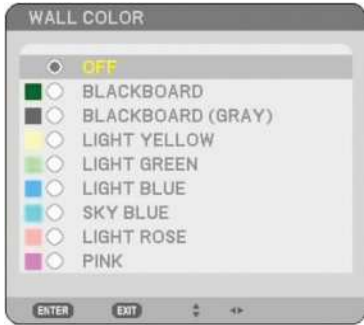 WALL COLOR
OFF
BLACKBOARD
BLACKBOARD (GRAY)
LIGHT YELLOW
LIGHT GREEN
LIGHT BLUE
SKY BLUE
LIGHT ROSE
PINK
ENTER EXIT